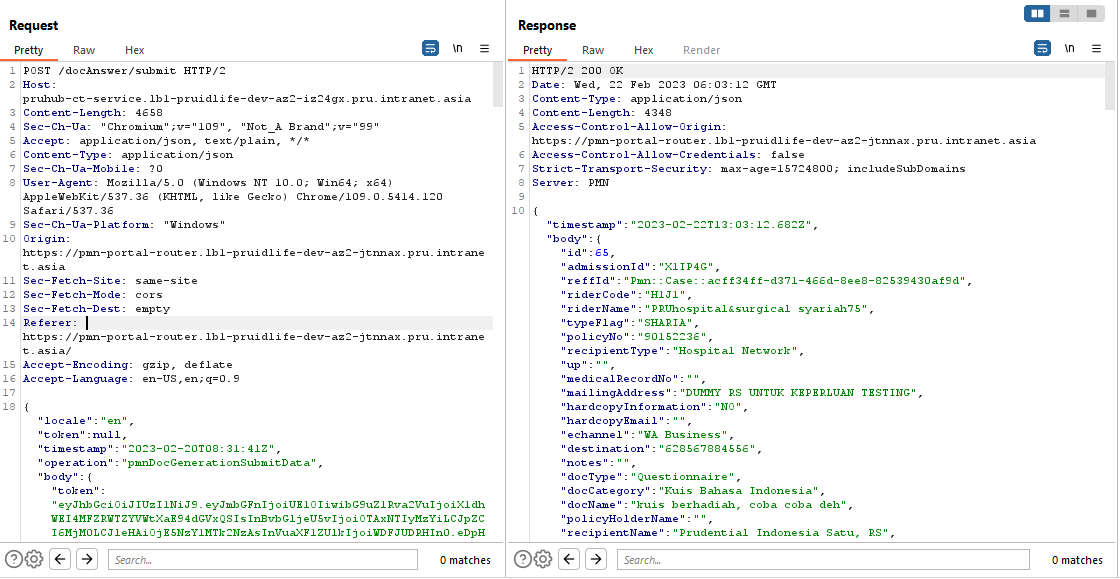 Request
Pretty Raw Hex
\n
1 POST /docAnswer/submit HTTP/2
2 Host:
pruhub-ct-service.lb1-pruidlife-dev-az2-iz24gx.pru.intranet.asia
3 Content-Length: 4658
4 Sec-Ch-Ua: "Chromium";v="109", "Not_A Brand";v="99"
5 Accept: application/json, text/plain, */*
6 Content-Type: application/json
7 Sec-Ch-Ua-Mobile: ?0
8 User-Agent: Mozilla/5.0 (Windows NT 10.0; Win64; x64)
AppleWebKit/537.36 (KHTML, like Gecko) Chrome/109.0.5414.120
Safari/537.36
9 Sec-Ch-Ua-Platform: "Windows"
10 Origin:
https://pmn-portal-router.lb1-pruidlife-dev-az2-jtnnax.pru.intrane
t.asia
11 Sec-Fetch-Site: same-site
12 Sec-Fetch-Mode: cors
13 Sec-Fetch-Dest: empty
14 Referer:
https://pmn-portal-router.lb1-pruidlife-dev-az2-jtnnax.pru.intrane
t.asia/
15 Accept-Encoding: gzip, deflate
16 Accept-Language: en-US,en;q=0.9
17
18 {
"locale":"en",
"token":null,
"timestamp":"2023-02-20T08:31:41Z",
"operation":"pmnDocGenerationSubmitData",
"body":{
"token":
Search...
0 matches
Response
Pretty Raw Hex Render
\n
1 HTTP/2 200 OK
2 Date: Wed, 22 Feb 2023 06:03:12 GMT
3 Content-Type: application/json
4 Content-Length: 4348
5 Access-Control-Allow-Origin:
https://pmn-portal-router.lb1-pruidlife-dev-az2-jtnnax.pru.intranet.asia
6 Access-Control-Allow-Credentials: false
7 Strict-Transport-Security: max-age=15724800; includeSubDomains
8 Server: PMN
9
10 {
"timestamp":"2023-02-22T13:03:12.682Z",
"body":{
"id":65,
"admissionId":"X1IP4G",
"reffId":"Pmn::Case::acff34ff-d371-466d-8ee8-82539430af9d",
"riderCode":"H1J1",
"riderName":"PRUhospital&surgical syariah75",
"typeFlag":"SHARIA",
"policyNo":"90152236",
"recipientType":"Hospital Network",
"up":"",
"medicalRecordNo":"",
"mailingAddress":"DUMMY RS UNTUK KEPERLUAN TESTING",
"hardcopyInformation":"NO",
"hardcopyEmail":"",
"echannel":"WA Business",
"destination":"628567884556",
"notes":"",
"docType":"Questionnaire",
"docCategory":"Kuis Bahasa Indonesia",
"docName":"kuis berhadiah, coba coba deh",
"policyHolderName":"",
"recipientName":"Prudential Indonesia Satu, RS",
Search...
0 matches